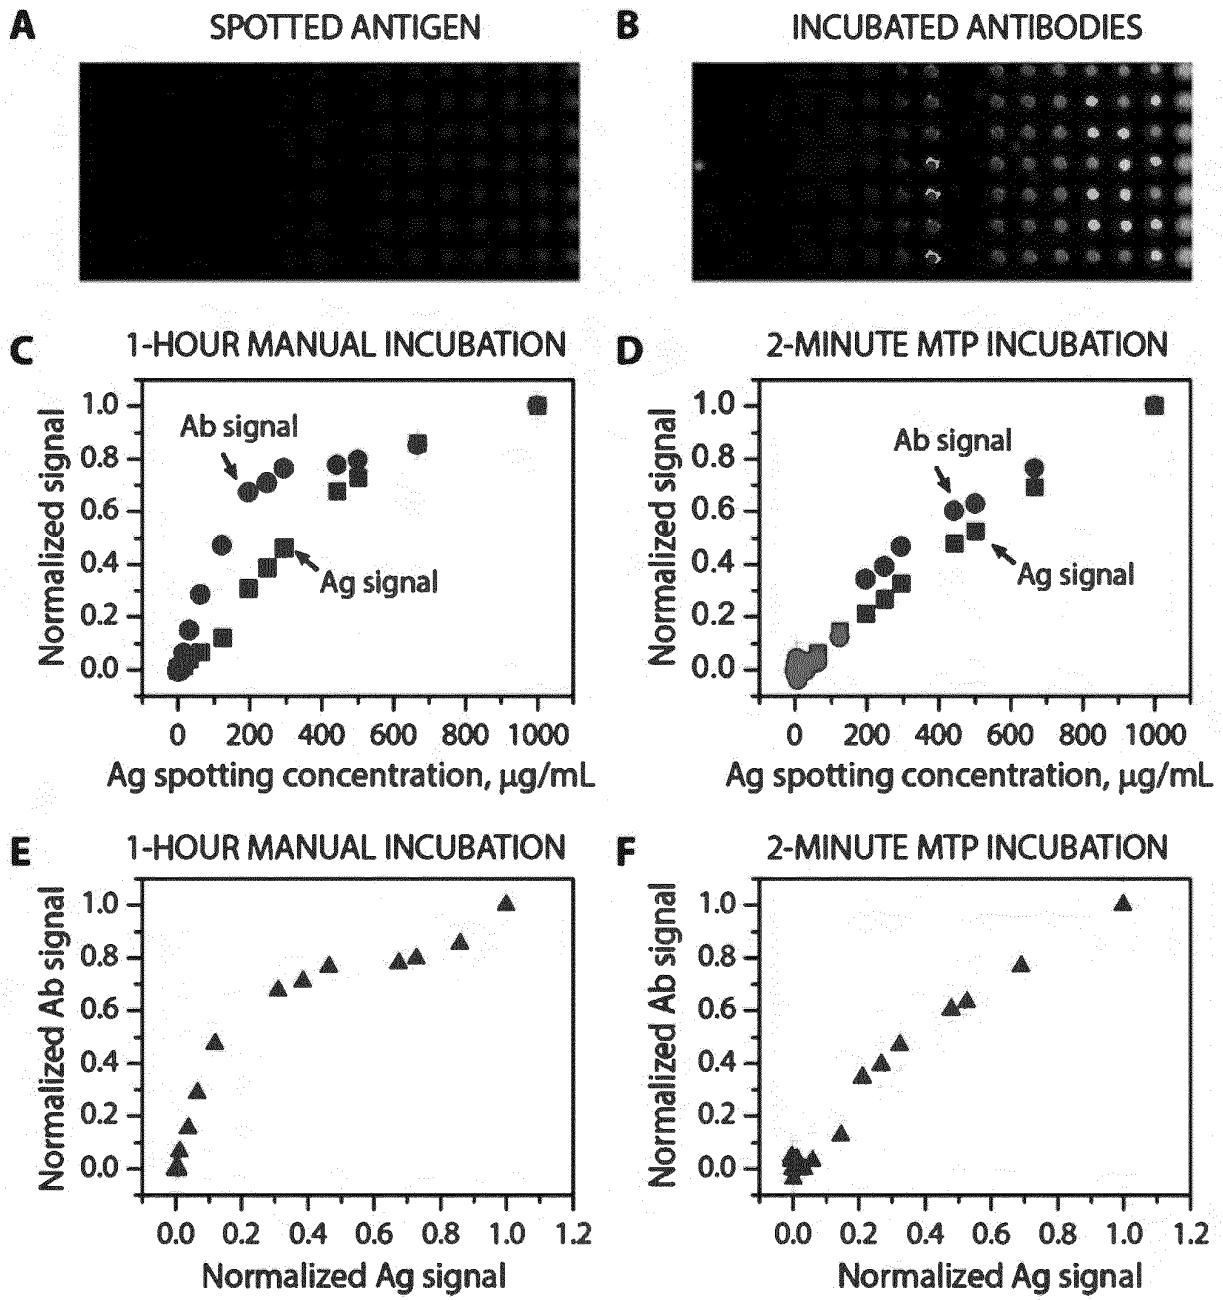 A SPOTTED ANTIGEN
B INCUBATED ANTIBODIES
C 1-HOUR MANUAL INCUBATION
Normalized signal
1.0
0.8
0.6
0.4
0.2
0.0
Ab signal
Ag signal
0 200 400 600 800 1000
Ag spotting concentration, μg/mL
D 2-MINUTE MTP INCUBATION
Normalized signal
1.0
0.8
0.6
0.4
0.2
0.0
Ab signal
Ag signal
0 200 400 600 800 1000
Ag spotting concentration, μg/mL
E 1-HOUR MANUAL INCUBATION
Normalized Ab signal
1.0
0.8
0.6
0.4
0.2
0.0
0.0 0.2 0.4 0.6 0.8 1.0 1.2
Normalized Ag signal
F 2-MINUTE MTP INCUBATION
Normalized Ab signal
1.0
0.8
0.6
0.4
0.2
0.0
0.0 0.2 0.4 0.6 0.8 1.0 1.2
Normalized Ag signal